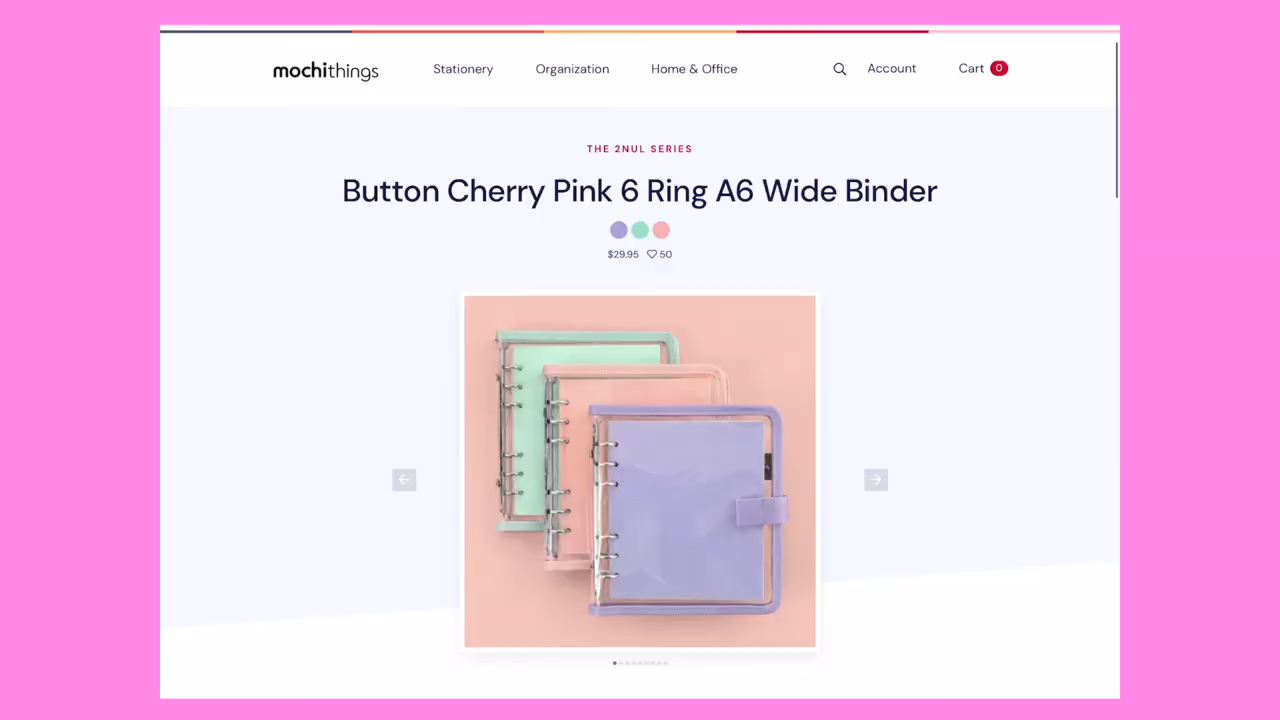 mochithings Stationery Organization Home & Office Account Cart 0
THE 2NUL SERIES
Button Cherry Pink 6 Ring A6 Wide Binder
$29.95 50